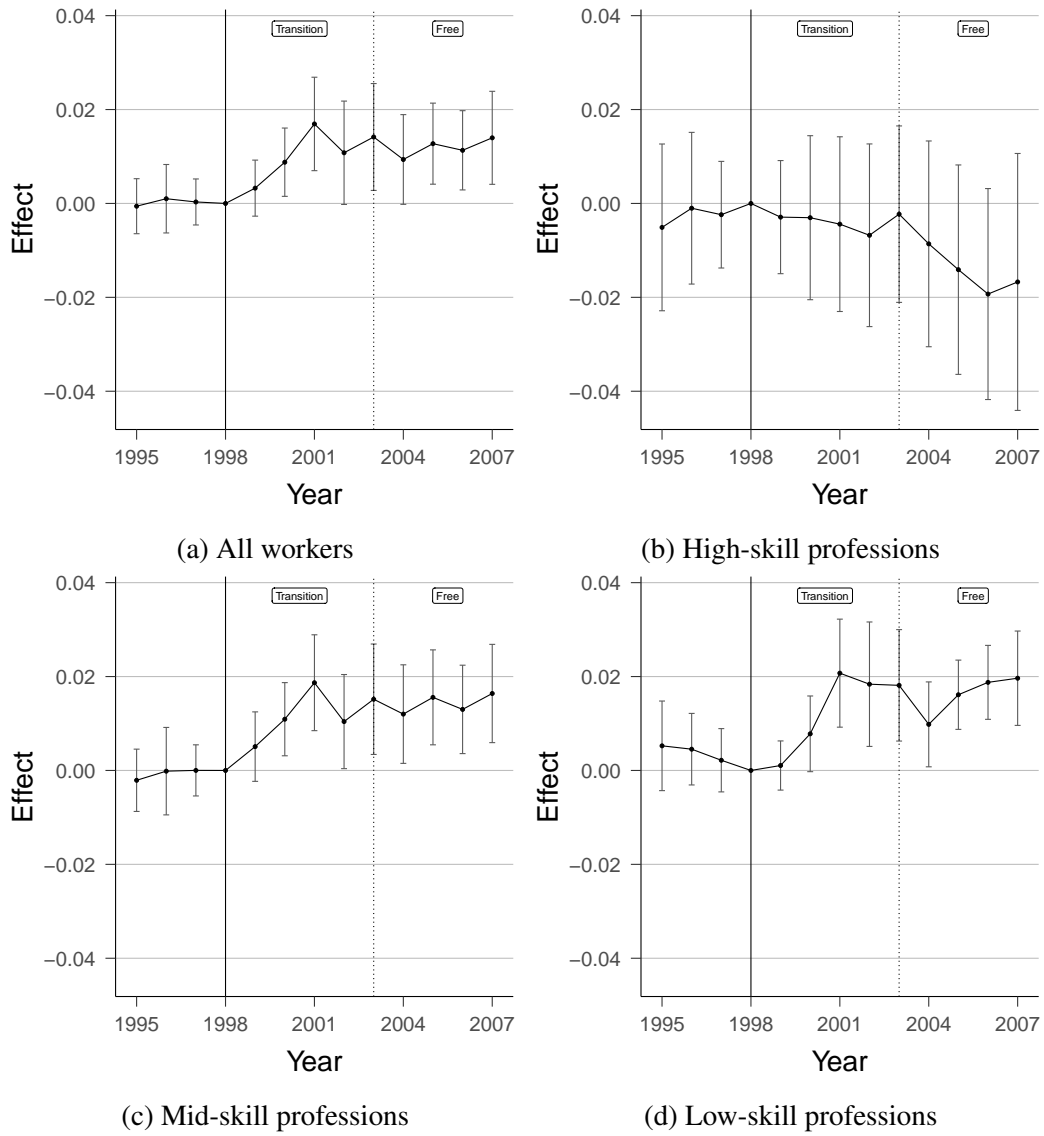 0.04
Transition
Free
0.02
0.00
−0.02
−0.04
Effect
1995
1998
2001
2004
2007
Year
(a) All workers
0.04
Transition
Free
0.02
0.00
−0.02
−0.04
Effect
1995
1998
2001
2004
2007
Year
(b) High-skill professions
0.04
Transition
Free
0.02
0.00
−0.02
−0.04
Effect
1995
1998
2001
2004
2007
Year
(c) Mid-skill professions
0.04
Transition
Free
0.02
0.00
−0.02
−0.04
Effect
1995
1998
2001
2004
2007
Year
(d) Low-skill professions